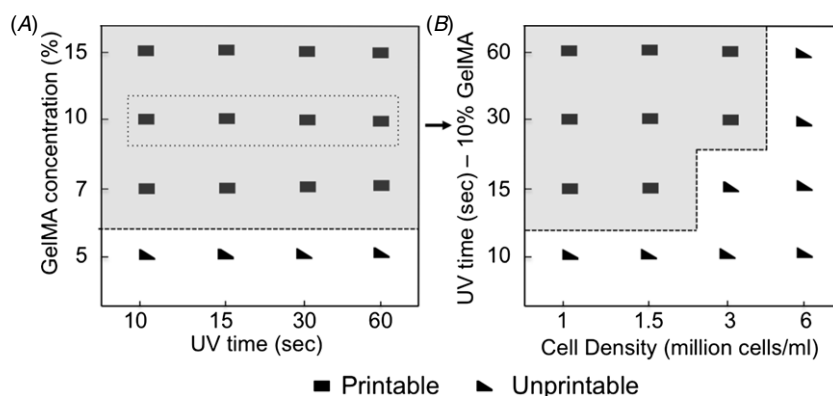 (A)
GelMA concentration (%)
15
10
7
5
10 15 30 60
UV time (sec)
(B)
UV time (sec) – 10% GelMA
60
30
15
10
1 1.5 3 6
Cell Density (million cells/ml)
Printable Unprintable